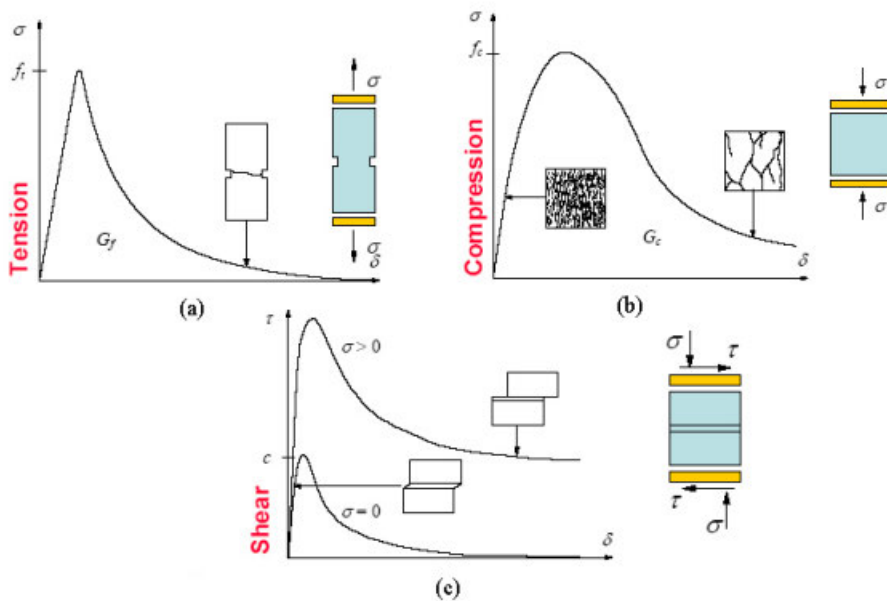 σ
f_t
Tension
G_f
σ
σ
δ
(a)
σ
f_c
Compression
G_c
δ
σ
σ
(b)
τ
σ > 0
c
σ = 0
Shear
δ
σ
τ
τ
σ
(c)